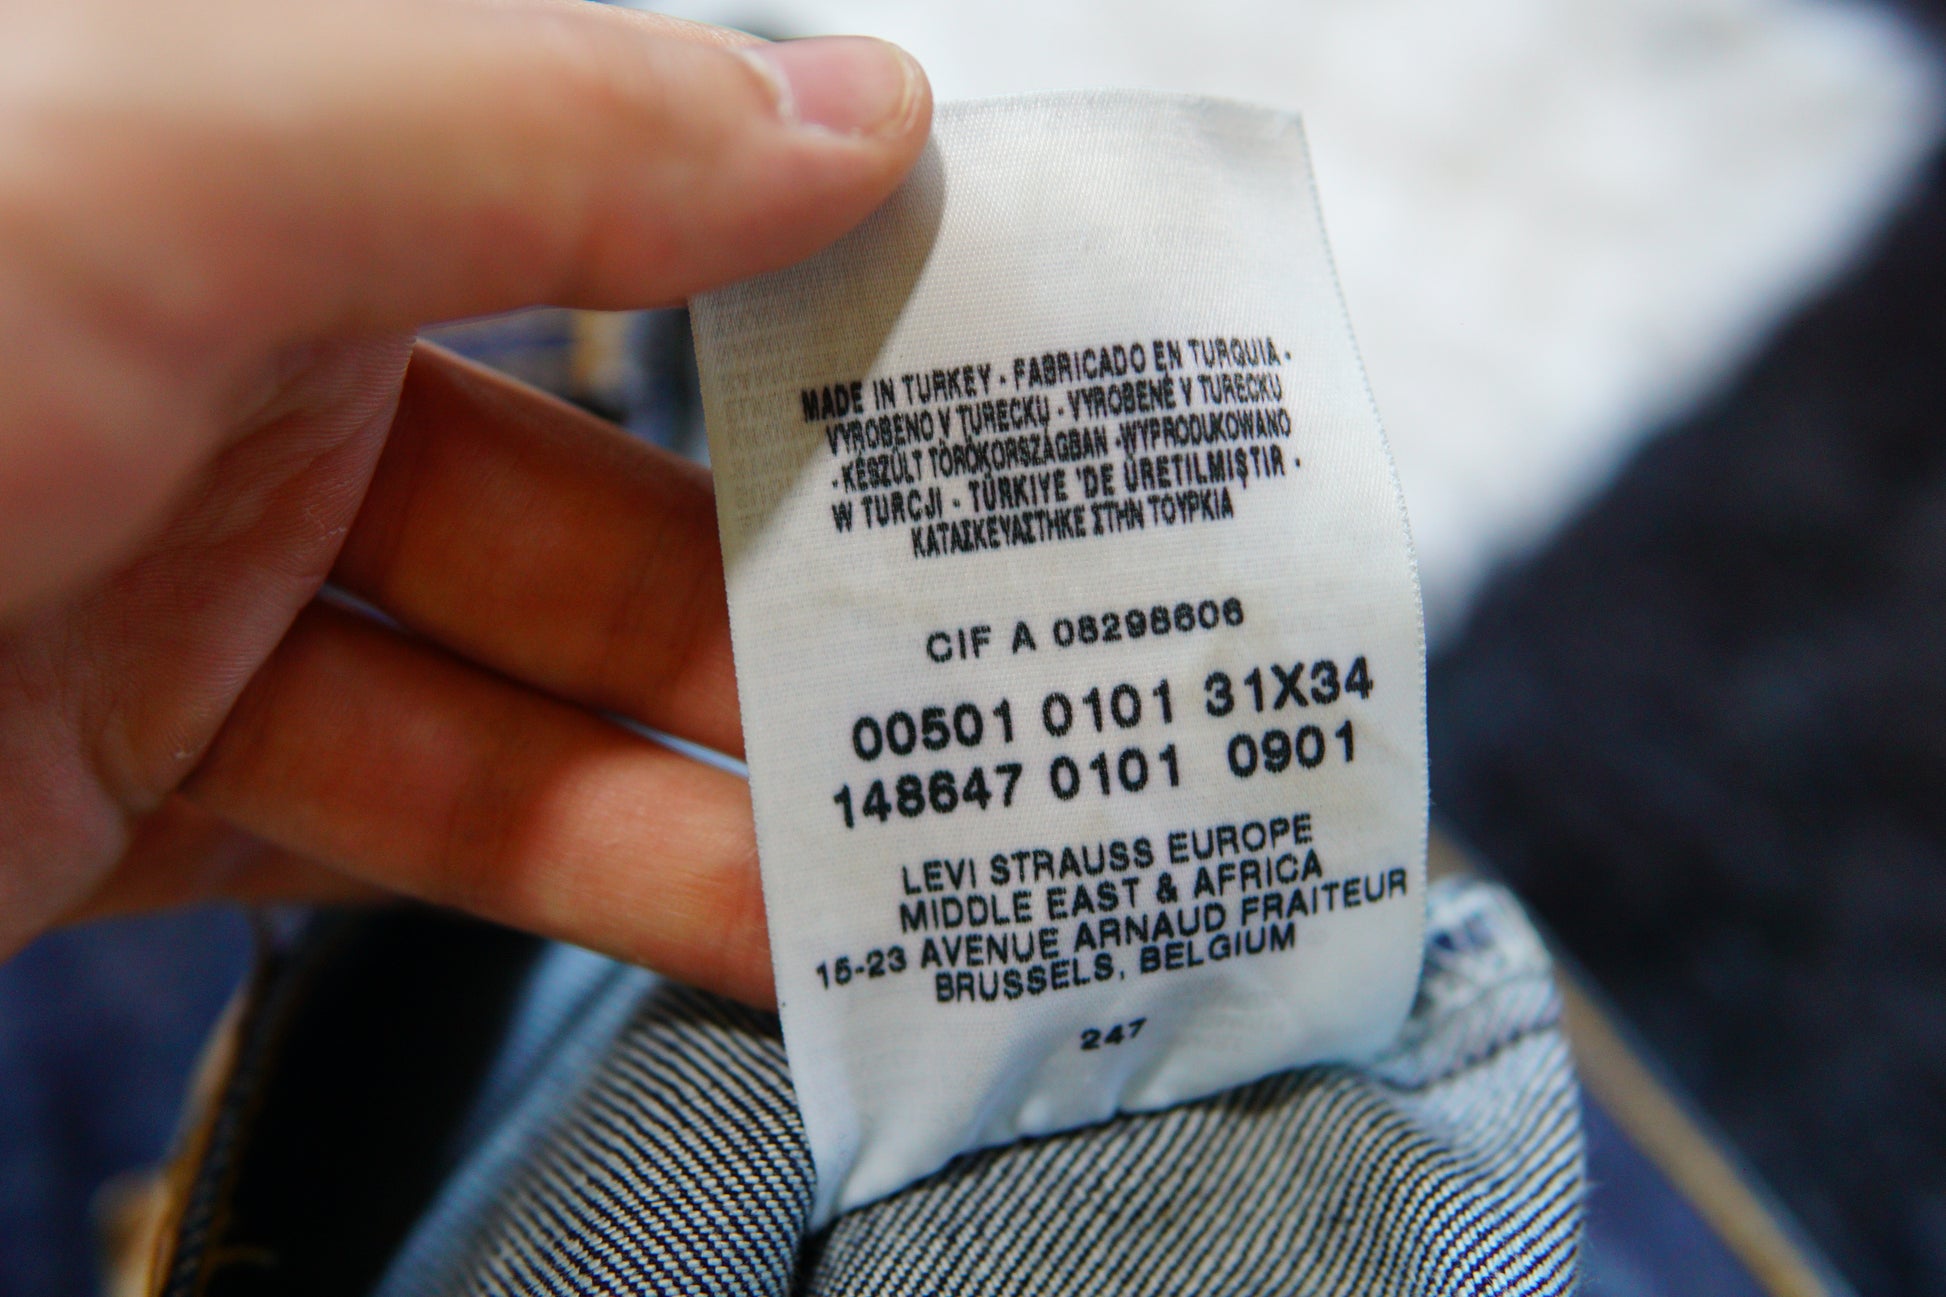 MADE IN TURKEY · FABRICADO EN TURQUIA ·
VYROBENO V TURECKU · VYROBENÉ V TURECKU
· KÉSZÜLT TÖRÖKORSZÁGBAN · WYPRODUKOWANO
W TURCJI · TÜRKIYE 'DE ÜRETILMIŞTIR ·
ΚΑΤΑΣΚΕΥΑΣΤΗΚΕ ΣΤΗΝ ΤΟΥΡΚΙΑ
CIF A 08298606
00501 0101 31X34
148647 0101 0901
LEVI STRAUSS EUROPE
MIDDLE EAST & AFRICA
15-23 AVENUE ARNAUD FRAITEUR
BRUSSELS, BELGIUM
247